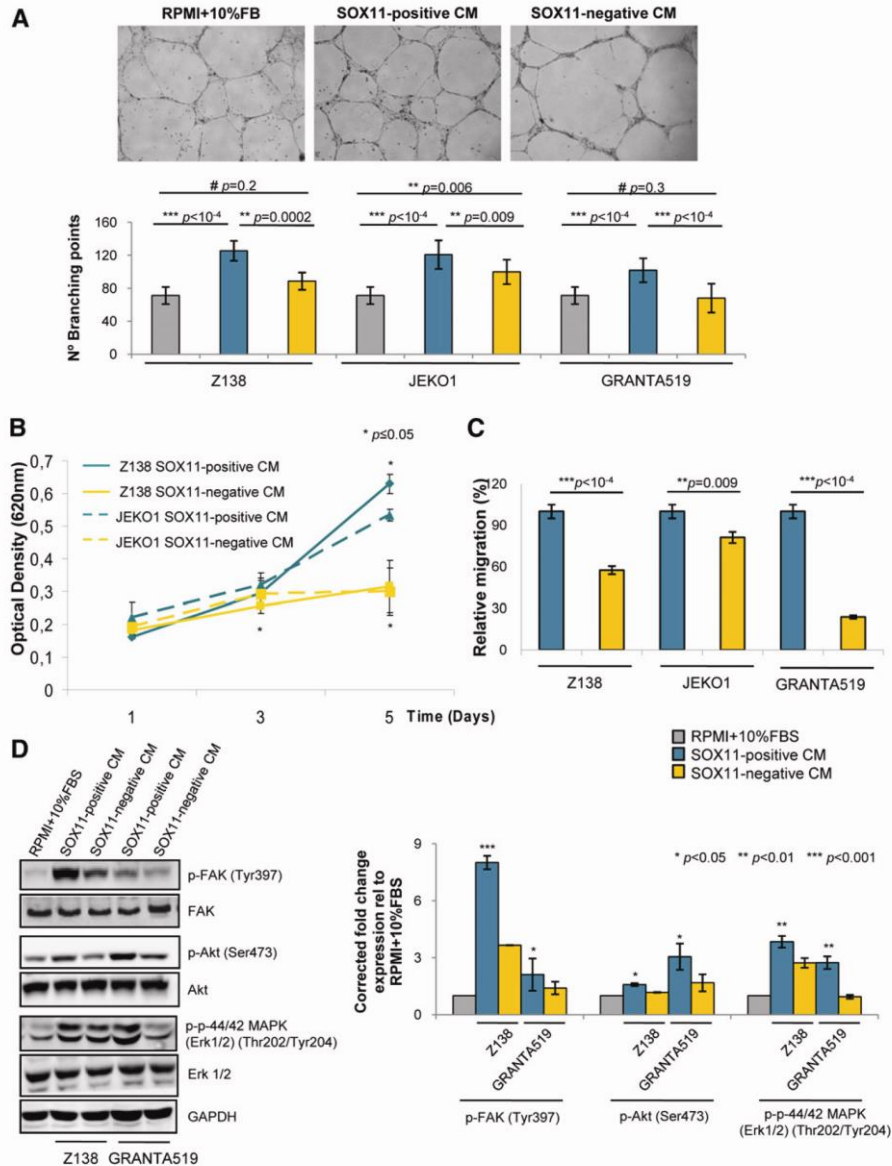 A
RPMI+10%FB
SOX11-positive CM
SOX11-negative CM
# p=0.2
** p=0.006
# p=0.3
*** p<10-4
** p=0.0002
*** p<10-4
** p=0.009
*** p<10-4
*** p<10-4
Nº Branching points
160
120
80
40
0
Z138
JEKO1
GRANTA519
B
* p≤0.05
Optical Density (620nm)
0,7
0,6
0,5
0,4
0,3
0,2
0,1
0
Z138 SOX11-positive CM
Z138 SOX11-negative CM
JEKO1 SOX11-positive CM
JEKO1 SOX11-negative CM
*
*
*
1
3
5
Time (Days)
C
***p<10-4
**p=0.009
***p<10-4
Relative migration (%)
120
90
60
30
0
Z138
JEKO1
GRANTA519
RPMI+10%FBS
SOX11-positive CM
SOX11-negative CM
D
RPMI+10%FBS
SOX11-positive CM
SOX11-negative CM
SOX11-positive CM
SOX11-negative CM
p-FAK (Tyr397)
FAK
p-Akt (Ser473)
Akt
p-p-44/42 MAPK
(Erk1/2) (Thr202/Tyr204)
Erk 1/2
GAPDH
Z138
GRANTA519
Corrected fold change
expression rel to
RPMI+10%FBS
9
6
3
0
* p<0.05
** p<0.01
*** p<0.001
***
*
*
*
**
**
Z138
GRANTA519
Z138
GRANTA519
Z138
GRANTA519
p-FAK (Tyr397)
p-Akt (Ser473)
p-p-44/42 MAPK
(Erk1/2) (Thr202/Tyr204)